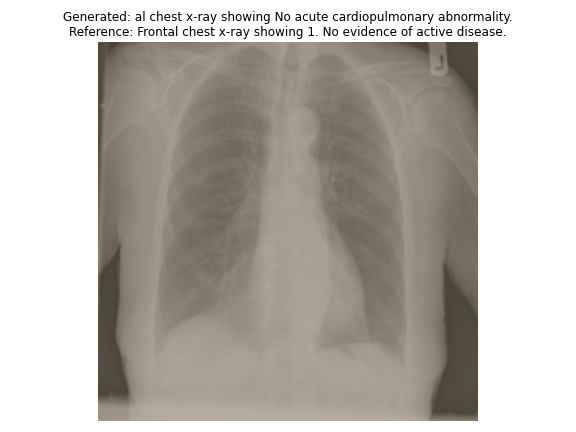 Generated: al chest x-ray showing No acute cardiopulmonary abnormality.
Reference: Frontal chest x-ray showing 1. No evidence of active disease.
L